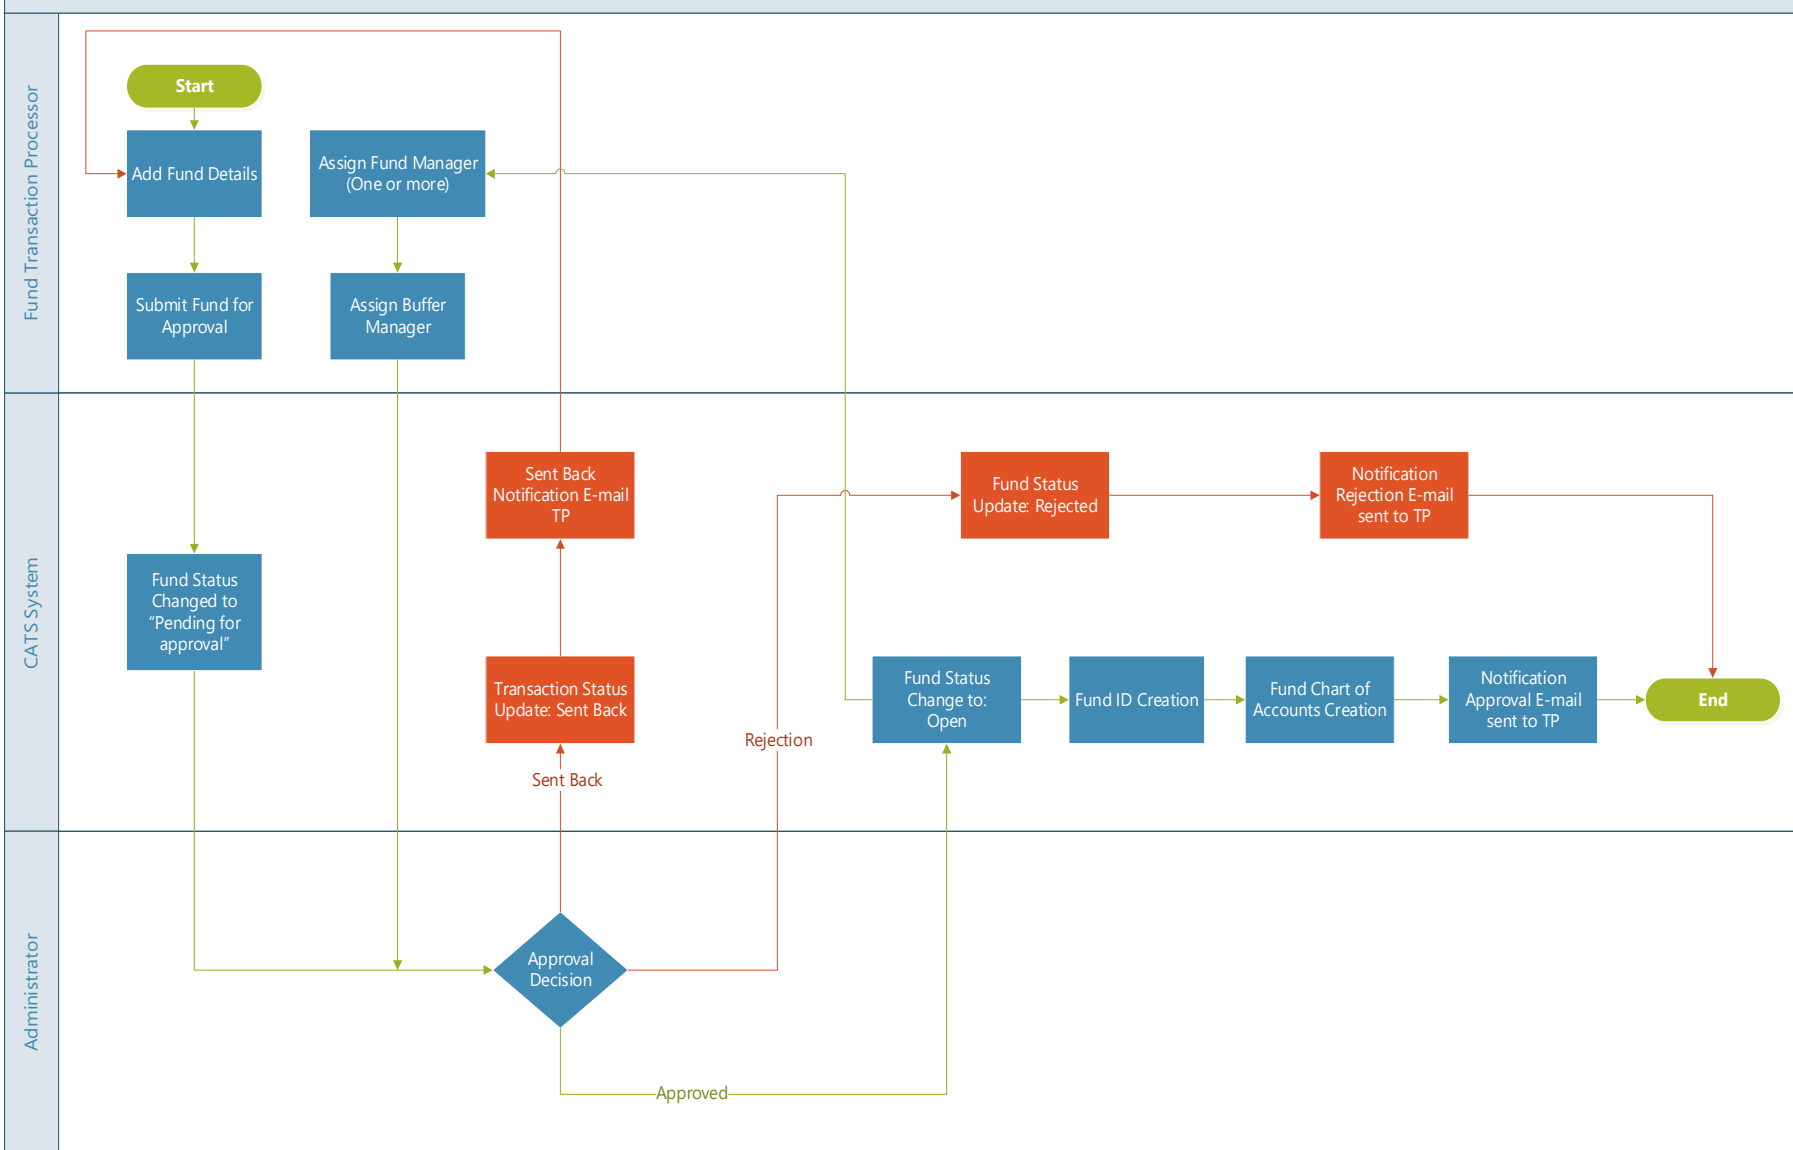 Fund Transaction Processor
Start
Add Fund Details
Assign Fund Manager
(One or more)
Submit Fund for
Approval
Assign Buffer
Manager
CATS System
Sent Back
Notification E-mail
TP
Fund Status
Update: Rejected
Notification
Rejection E-mail
sent to TP
Fund Status
Changed to
“Pending for
approval”
Transaction Status
Update: Sent Back
Fund Status
Change to:
Open
Fund ID Creation
Fund Chart of
Accounts Creation
Notification
Approval E-mail
sent to TP
End
Rejection
Sent Back
Administrator
Approval
Decision
Approved